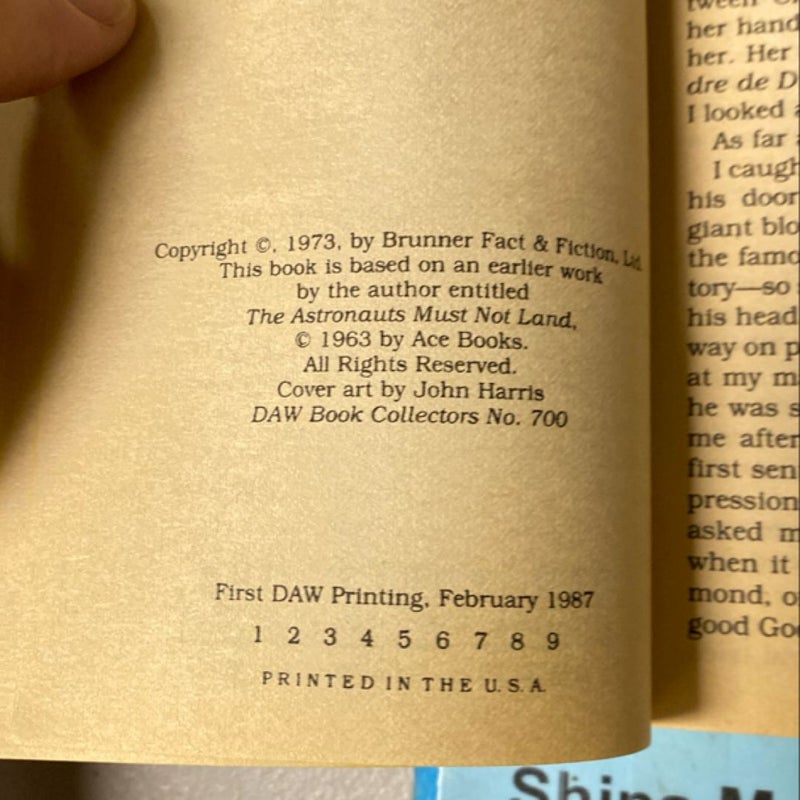 Copyright ©, 1973, by Brunner Fact & Fiction, Ltd.
This book is based on an earlier work
by the author entitled
The Astronauts Must Not Land,
© 1963 by Ace Books.
All Rights Reserved.
Cover art by John Harris
DAW Book Collectors No. 700
First DAW Printing, February 1987
1 2 3 4 5 6 7 8 9
PRINTED IN THE U.S.A.
her hand
her. Her
dre de D
I looked
As far
I caugh
his door
giant blo
the famo
tory—so
his head
way on p
at my m
he was s
me after
first sen
pression
asked m
when it
mond, o
good Go